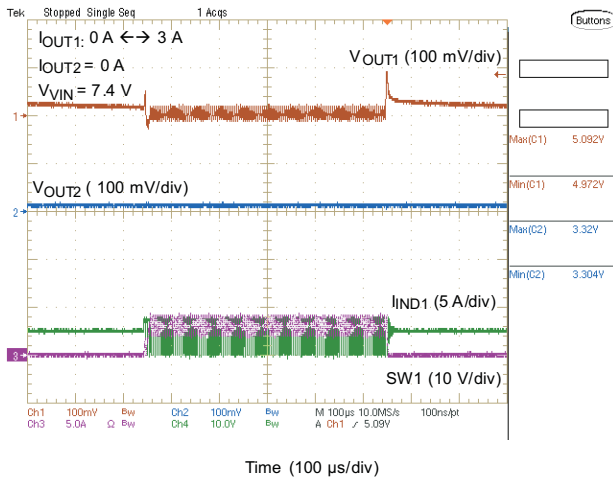 Tek Stopped Single Seq 1 Acqs
Buttons
IOUT1: 0 A ←→ 3 A
IOUT2 = 0 A
VVIN = 7.4 V
VOUT1 (100 mV/div)
1
Max(C1) 5.092V
Min(C1) 4.972V
VOUT2 ( 100 mV/div)
2
Max(C2) 3.32V
Min(C2) 3.304V
IIND1 (5 A/div)
3
SW1 (10 V/div)
Ch1 100mV BW Ch2 100mV BW M 100µs 10.0MS/s 100ns/pt
Ch3 5.0A Ω BW Ch4 10.0V BW A Ch1 ∕ 5.09V
Time (100 µs/div)